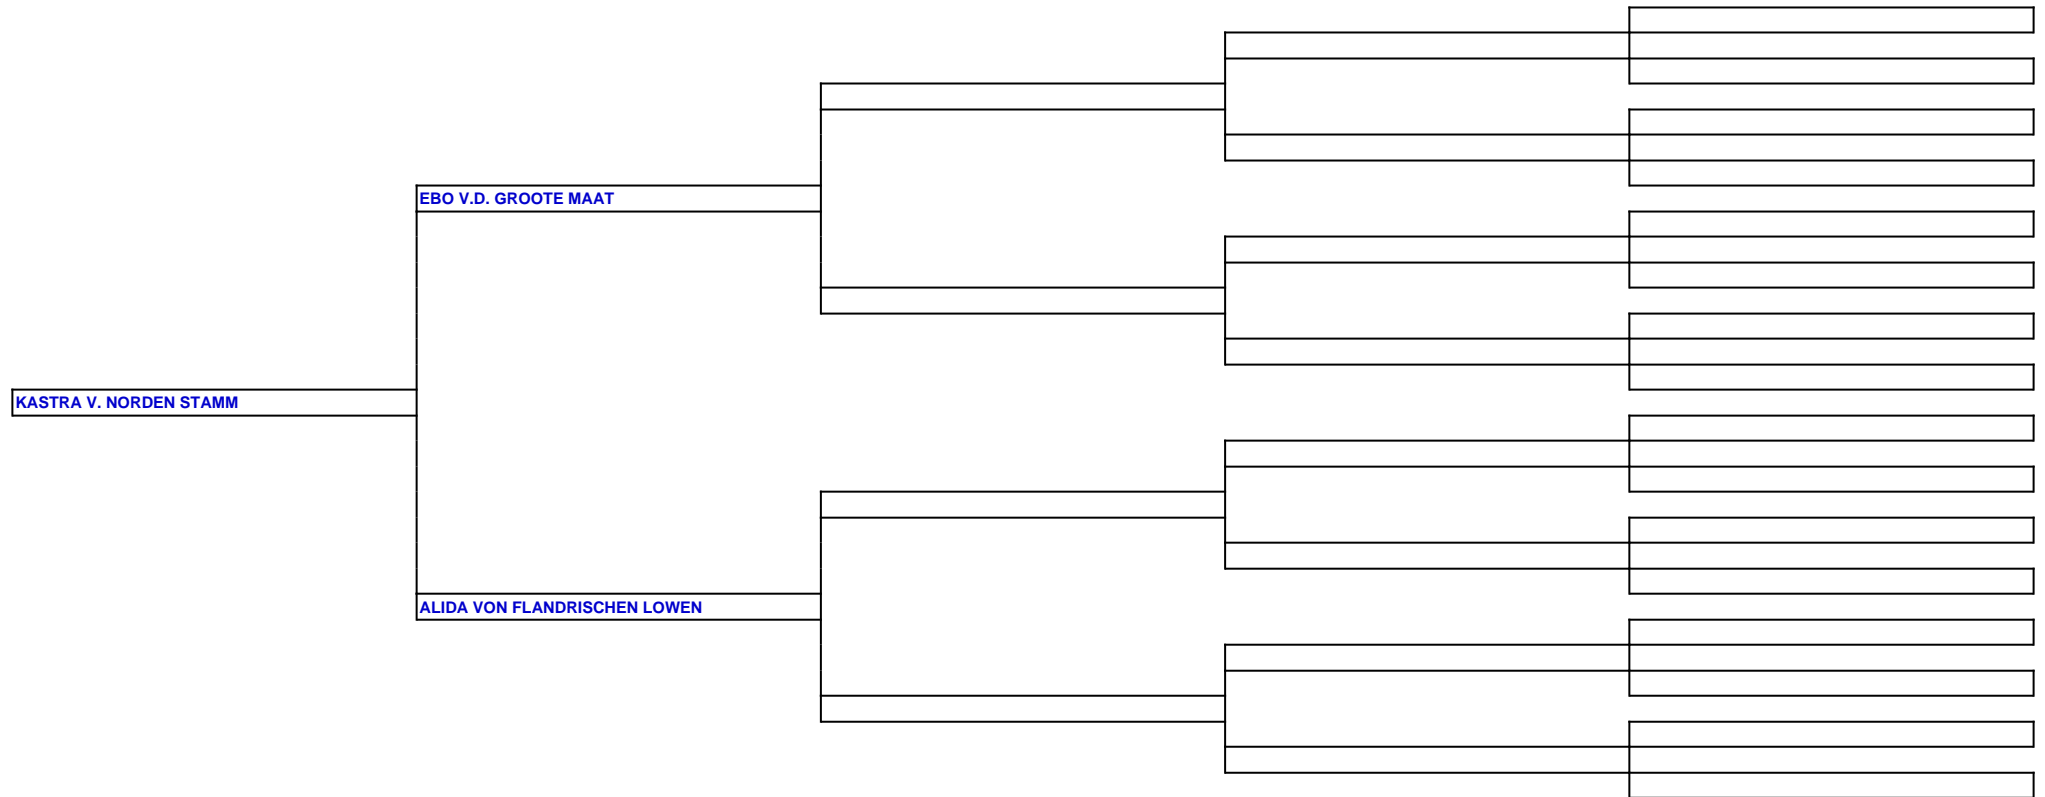 EBO V.D. GROOTE MAAT
KASTRA V. NORDEN STAMM
ALIDA VON FLANDRISCHEN LOWEN